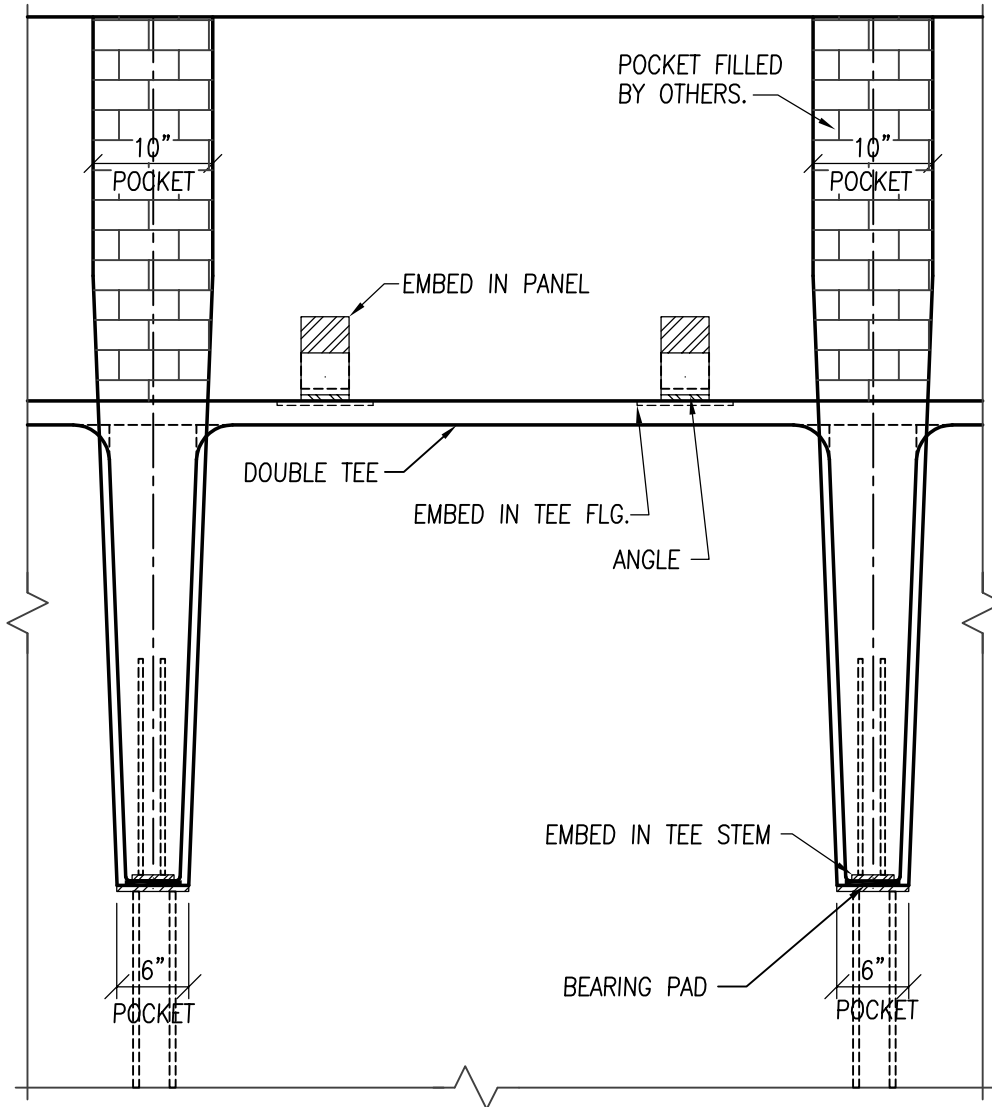 POCKET FILLED
BY OTHERS.
10”
POCKET
10”
POCKET
EMBED IN PANEL
DOUBLE TEE
EMBED IN TEE FLG.
ANGLE
EMBED IN TEE STEM
BEARING PAD
6”
POCKET
6”
POCKET